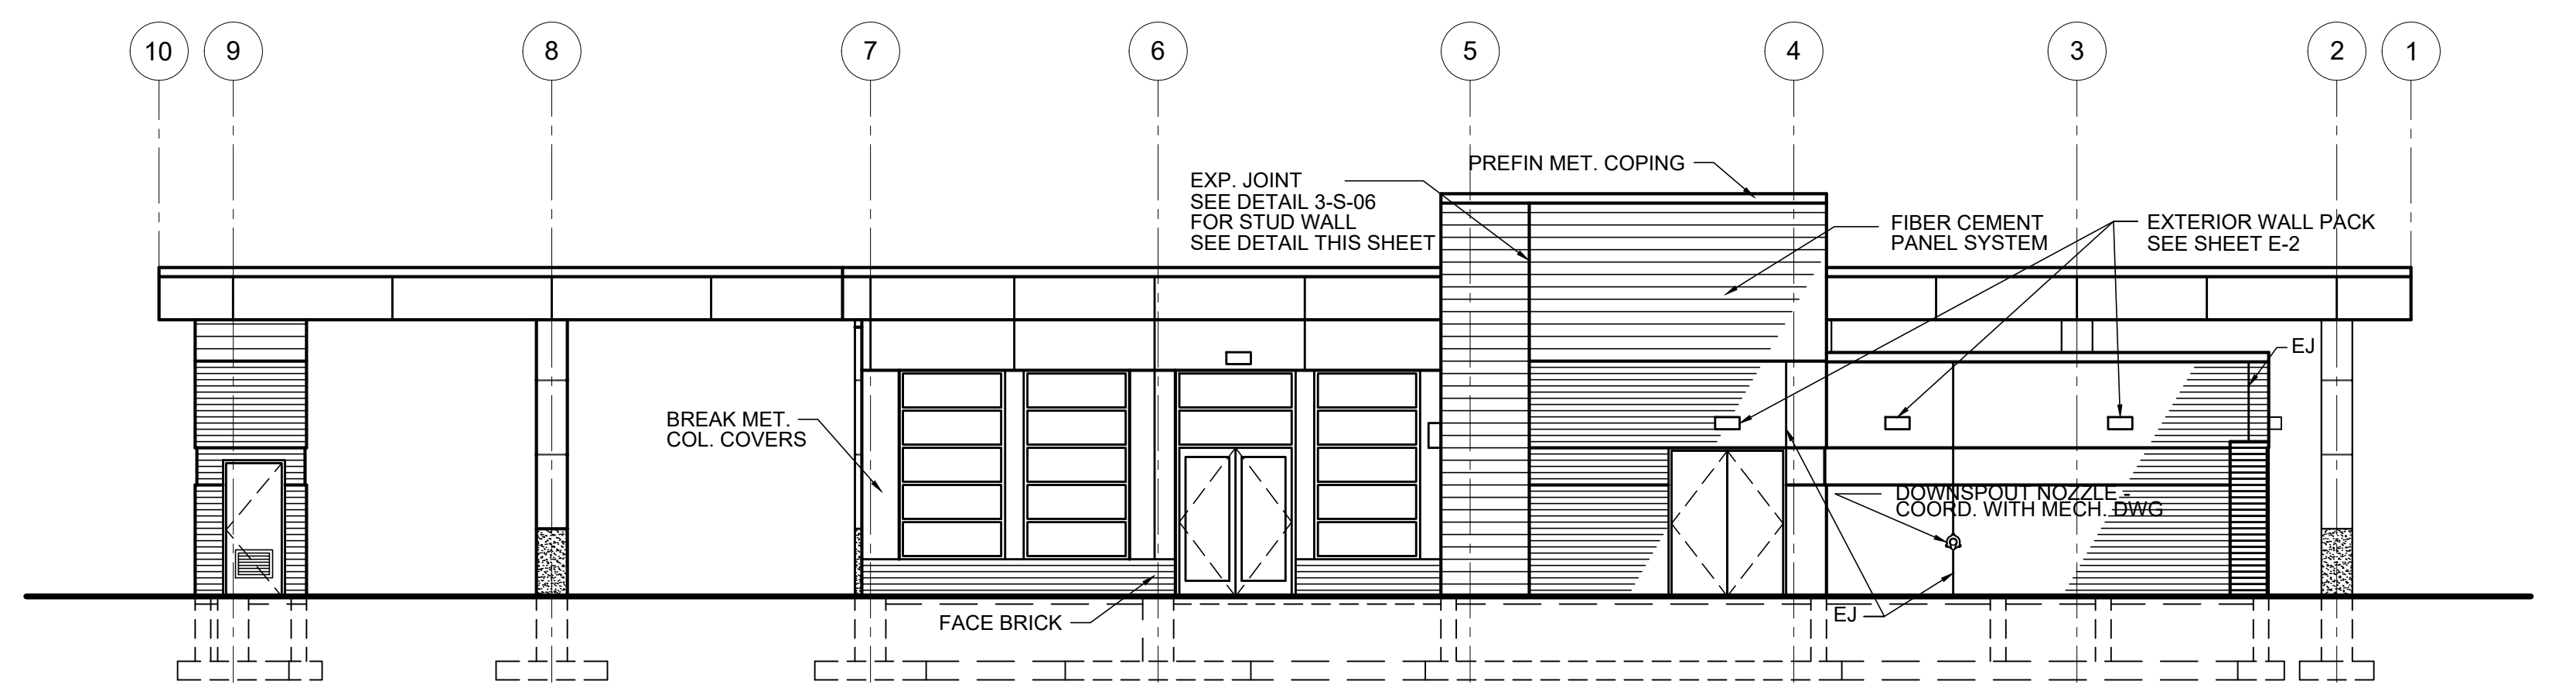 10
9
8
7
6
5
4
3
2
1
PREFIN MET. COPING
EXP. JOINT
SEE DETAIL 3-S-06
FOR STUD WALL
SEE DETAIL THIS SHEET
FIBER CEMENT
PANEL SYSTEM
EXTERIOR WALL PACK
SEE SHEET E-2
EJ
BREAK MET.
COL. COVERS
DOWNSPOUT NOZZLE -
COORD. WITH MECH. DWG
EJ
FACE BRICK